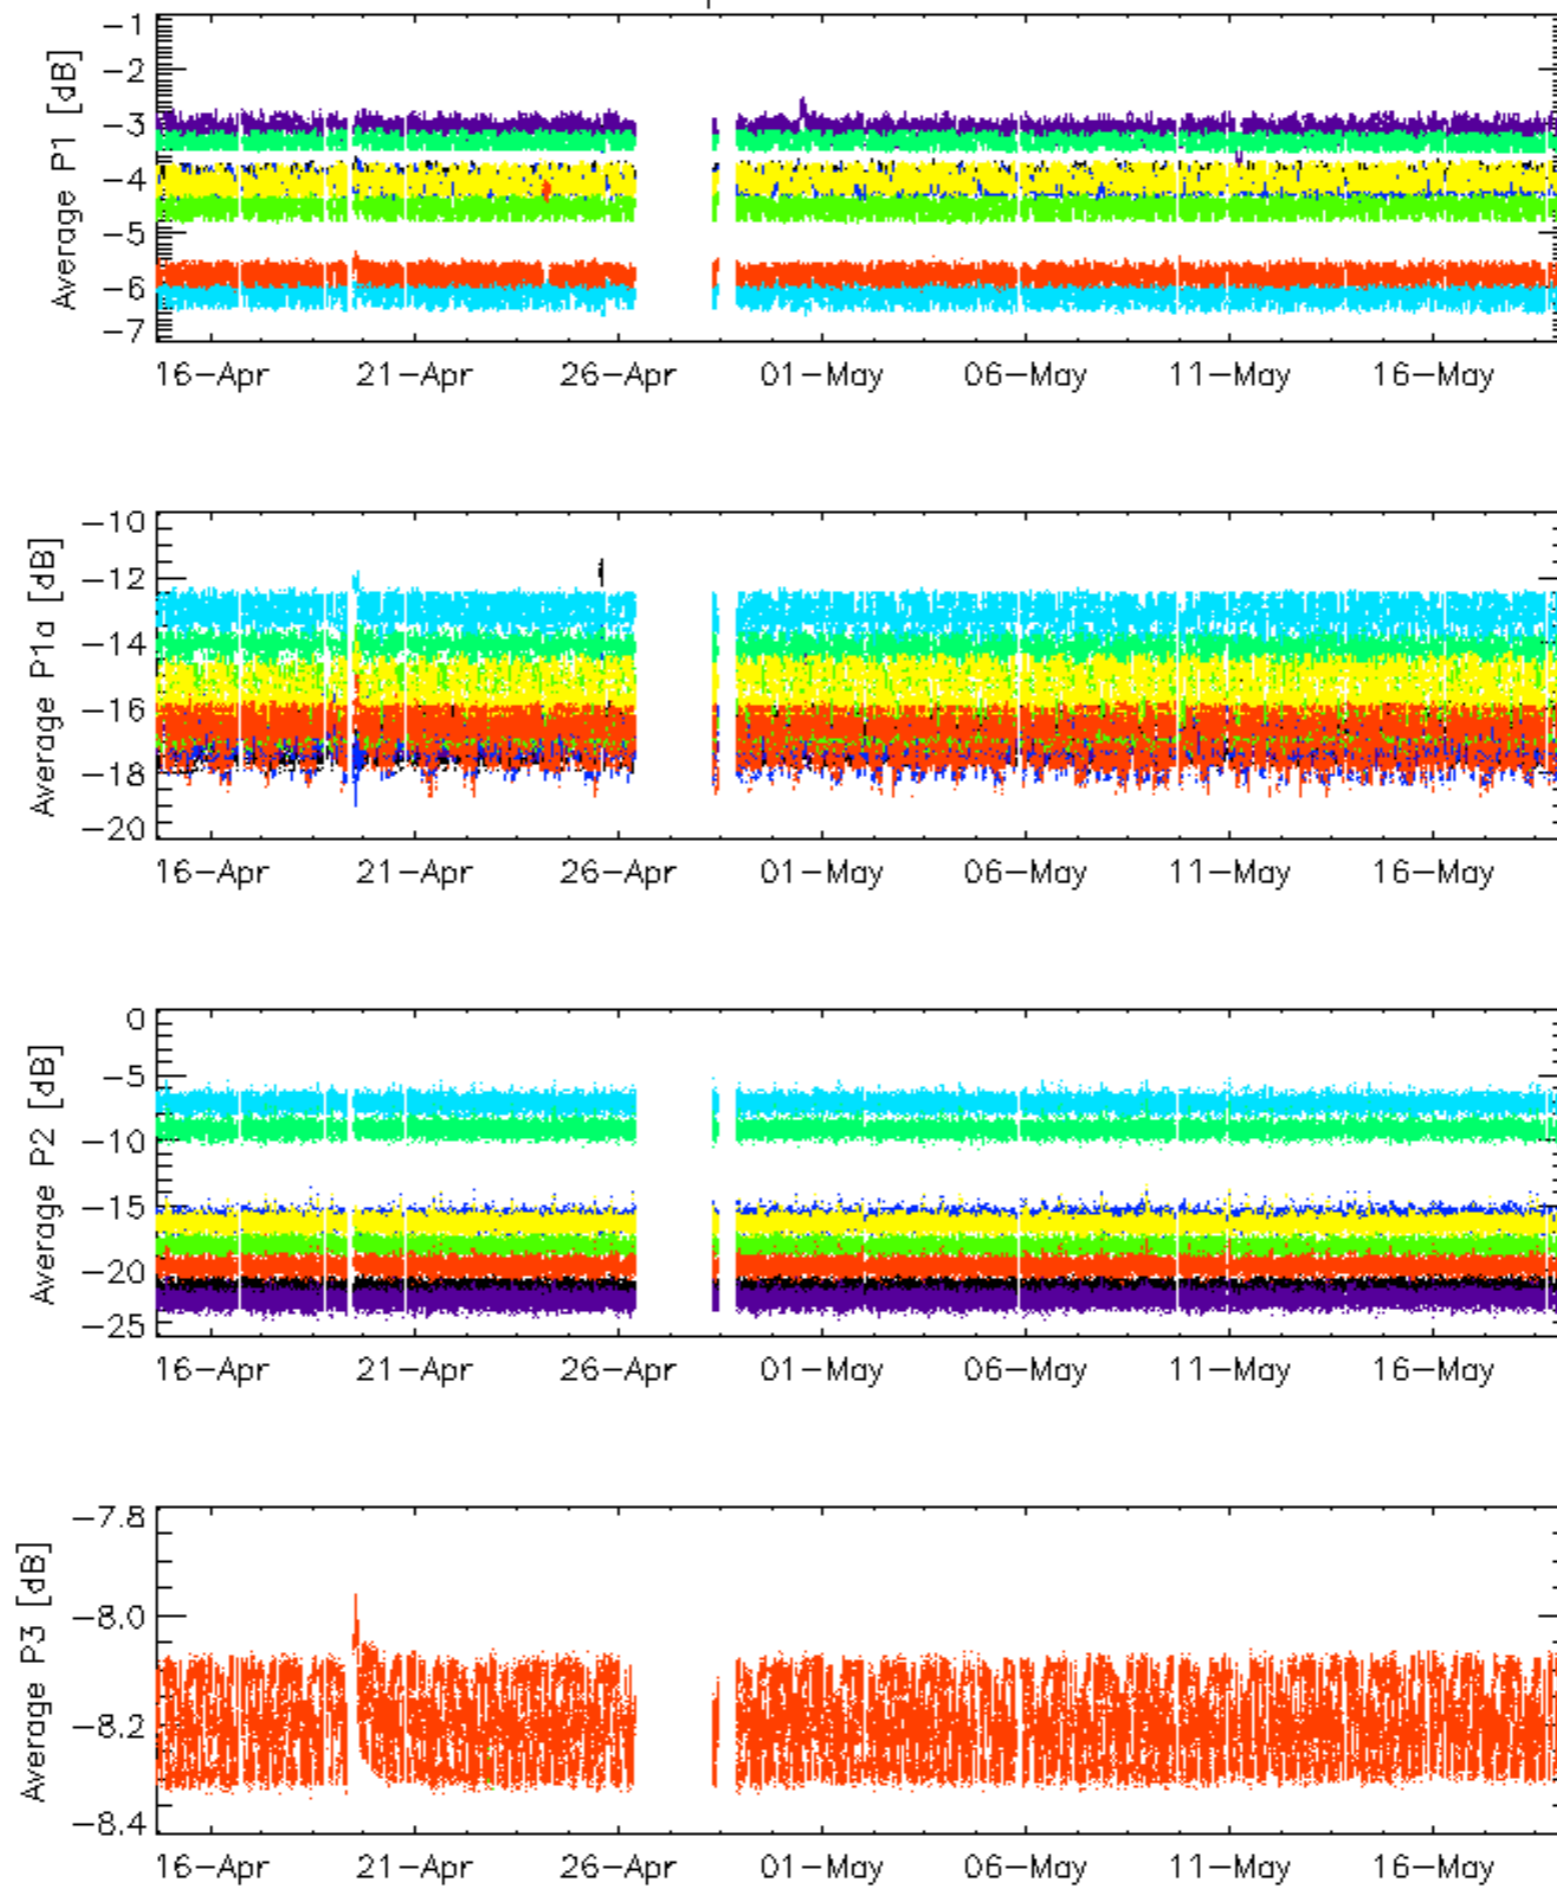 Average P1 [dB]
-1
-2
-3
-4
-5
-6
-7
16-Apr 21-Apr 26-Apr 01-May 06-May 11-May 16-May
Average P1a [dB]
-10
-12
-14
-16
-18
-20
16-Apr 21-Apr 26-Apr 01-May 06-May 11-May 16-May
Average P2 [dB]
0
-5
-10
-15
-20
-25
16-Apr 21-Apr 26-Apr 01-May 06-May 11-May 16-May
Average P3 [dB]
-7.8
-8.0
-8.2
-8.4
16-Apr 21-Apr 26-Apr 01-May 06-May 11-May 16-May